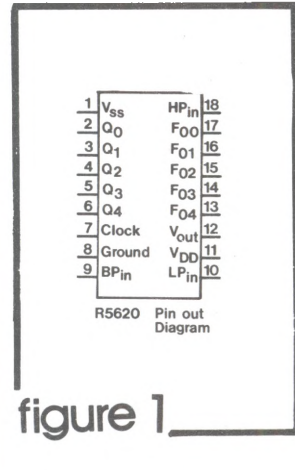 1 VSS HPin 18
2 Q0 F00 17
3 Q1 F01 16
4 Q2 F02 15
5 Q3 F03 14
6 Q4 F04 13
7 Clock Vout 12
8 Ground VDD 11
9 BPin LPin 10
R5620 Pin out
Diagram
figure 1